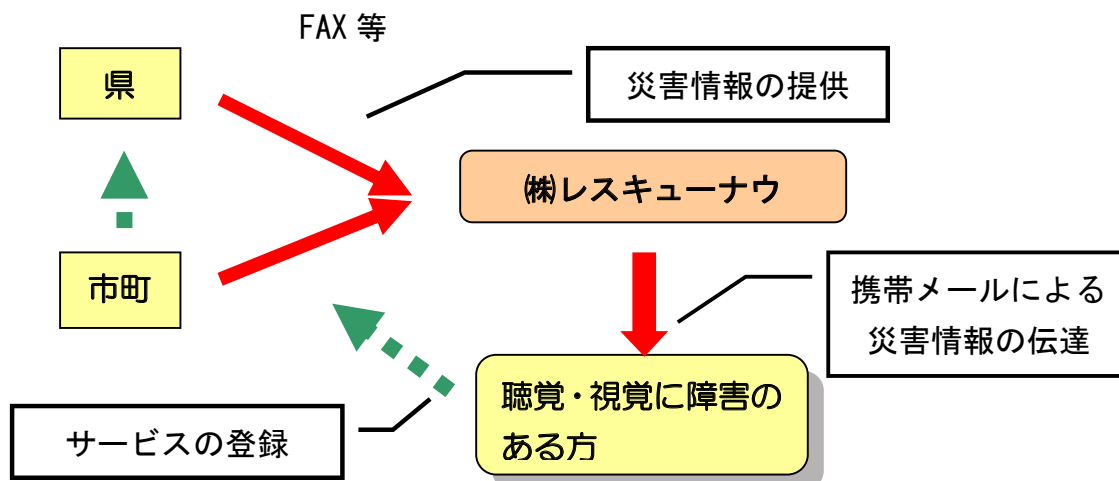 FAX 等
県
災害情報の提供
㈱レスキューナウ
市町
携帯メールによる
災害情報の伝達
聴覚・視覚に障害の
ある方
サービスの登録